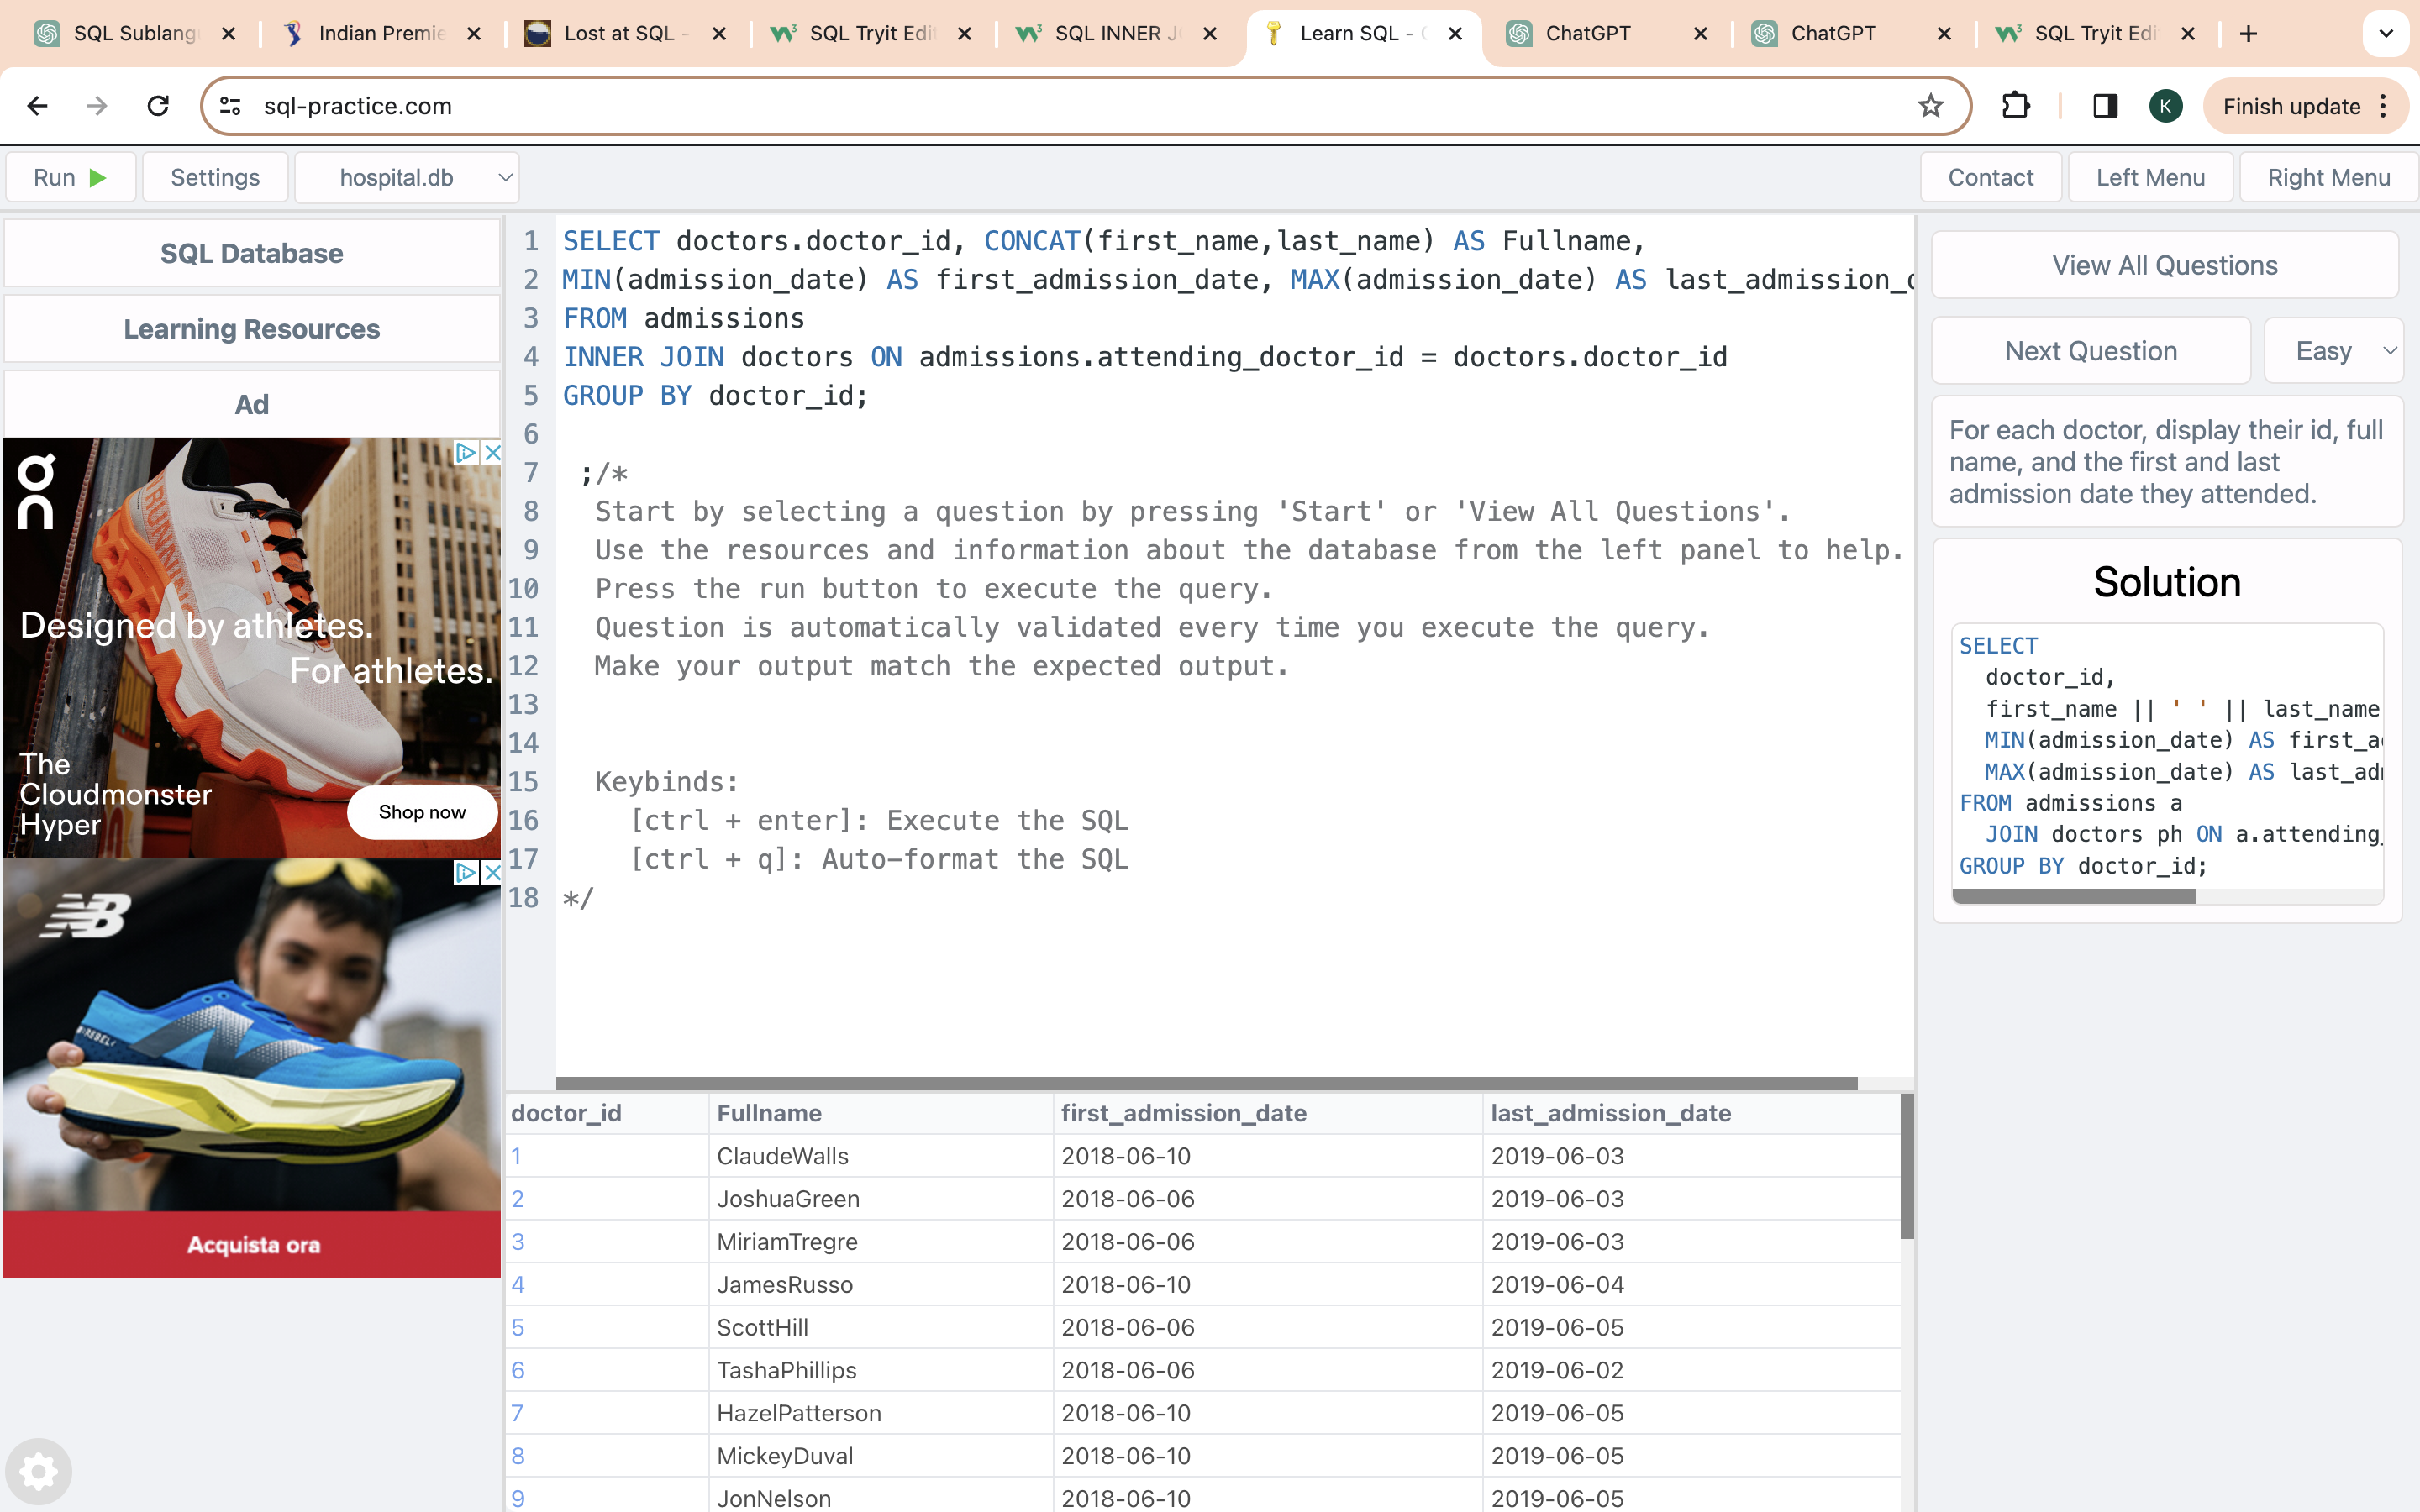 SQL Sublang
Indian Premie
Lost at SQL -
SQL Tryit Edi
SQL INNER J
Learn SQL -
ChatGPT
ChatGPT
SQL Tryit Edi
sql-practice.com
K
Finish update
Run
Settings
hospital.db
Contact
Left Menu
Right Menu
SQL Database
Learning Resources
Ad
Designed by athletes.
For athletes.
The
Cloudmonster
Hyper
Shop now
NB
Acquista ora
1 SELECT doctors.doctor_id, CONCAT(first_name,last_name) AS Fullname,
2 MIN(admission_date) AS first_admission_date, MAX(admission_date) AS last_admission_d
3 FROM admissions
4 INNER JOIN doctors ON admissions.attending_doctor_id = doctors.doctor_id
5 GROUP BY doctor_id;
6
7 ;/*
8 Start by selecting a question by pressing 'Start' or 'View All Questions'.
9 Use the resources and information about the database from the left panel to help.
10 Press the run button to execute the query.
11 Question is automatically validated every time you execute the query.
12 Make your output match the expected output.
13
14
15 Keybinds:
16 [ctrl + enter]: Execute the SQL
17 [ctrl + q]: Auto-format the SQL
18 */
doctor_id Fullname first_admission_date last_admission_date
1 ClaudeWalls 2018-06-10 2019-06-03
2 JoshuaGreen 2018-06-06 2019-06-03
3 MiriamTregre 2018-06-06 2019-06-03
4 JamesRusso 2018-06-10 2019-06-04
5 ScottHill 2018-06-06 2019-06-05
6 TashaPhillips 2018-06-06 2019-06-02
7 HazelPatterson 2018-06-10 2019-06-05
8 MickeyDuval 2018-06-10 2019-06-05
9 JonNelson 2018-06-10 2019-06-05
View All Questions
Next Question
Easy
For each doctor, display their id, full
name, and the first and last
admission date they attended.
Solution
SELECT
doctor_id,
first_name || ' ' || last_name
MIN(admission_date) AS first_a
MAX(admission_date) AS last_ad
FROM admissions a
JOIN doctors ph ON a.attending_
GROUP BY doctor_id;